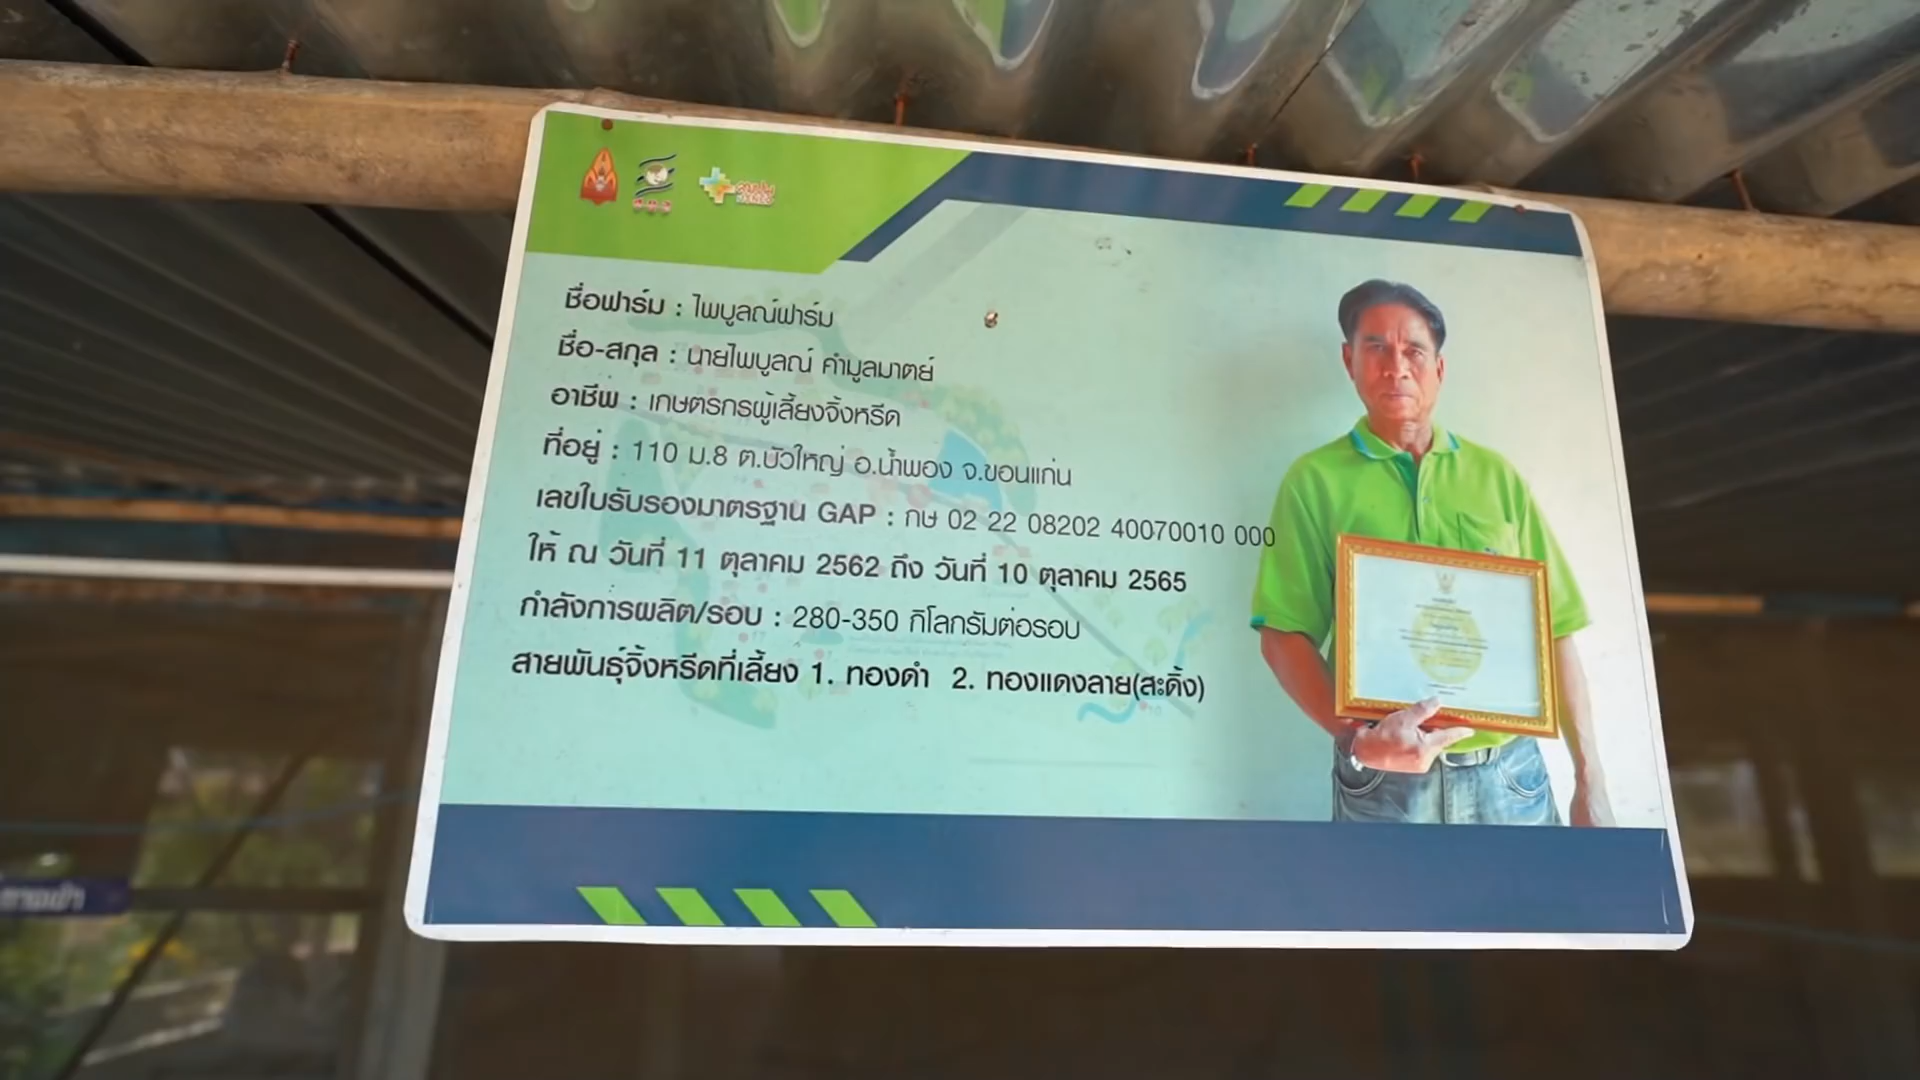 ชื่อฟาร์ม : ไพบูลณ์ฟาร์ม
ชื่อ-สกุล : นายไพบูลณ์ คำมูลมาตย์
อาชีพ : เกษตรกรผู้เลี้ยงจิ้งหรีด
ที่อยู่ : 110 ม.8 ต.บัวใหญ่ อ.น้ำพอง จ.ขอนแก่น
เลขใบรับรองมาตรฐาน GAP : กษ 02 22 08202 40070010 000
ให้ ณ วันที่ 11 ตุลาคม 2562 ถึง วันที่ 10 ตุลาคม 2565
กำลังการผลิต/รอบ : 280-350 กิโลกรัมต่อรอบ
สายพันธุ์จิ้งหรีดที่เลี้ยง 1. ทองดำ 2. ทองแดงลาย(สะดิ้ง)